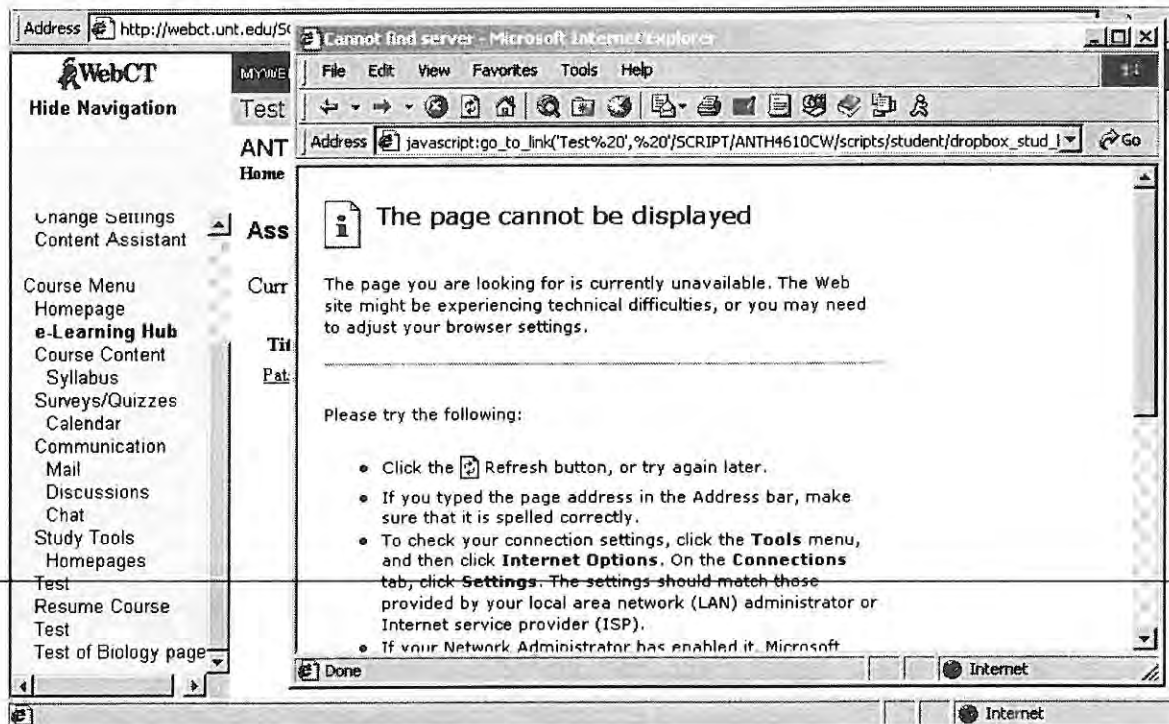 Address http://webct.unt.edu/SC
WebCT
Hide Navigation
Change Settings
Content Assistant
Course Menu
Homepage
e-Learning Hub
Course Content
Syllabus
Surveys/Quizzes
Calendar
Communication
Mail
Discussions
Chat
Study Tools
Homepages
Test
Resume Course
Test
Test of Biology page
MYWE
Test
ANT
Home
Ass
Curr
Tit
Pat
Cannot find server - Microsoft Internet Explorer
File Edit View Favorites Tools Help
Address javascript:go_to_link('Test%20',%20'/SCRIPT/ANTH4610CW/scripts/student/dropbox_stud_l Go
The page cannot be displayed
The page you are looking for is currently unavailable. The Web
site might be experiencing technical difficulties, or you may need
to adjust your browser settings.
Please try the following:
Click the Refresh button, or try again later.
If you typed the page address in the Address bar, make
sure that it is spelled correctly.
To check your connection settings, click the Tools menu,
and then click Internet Options. On the Connections
tab, click Settings. The settings should match those
provided by your local area network (LAN) administrator or
Internet service provider (ISP).
If your Network Administrator has enabled it, Microsoft
Done Internet
Internet